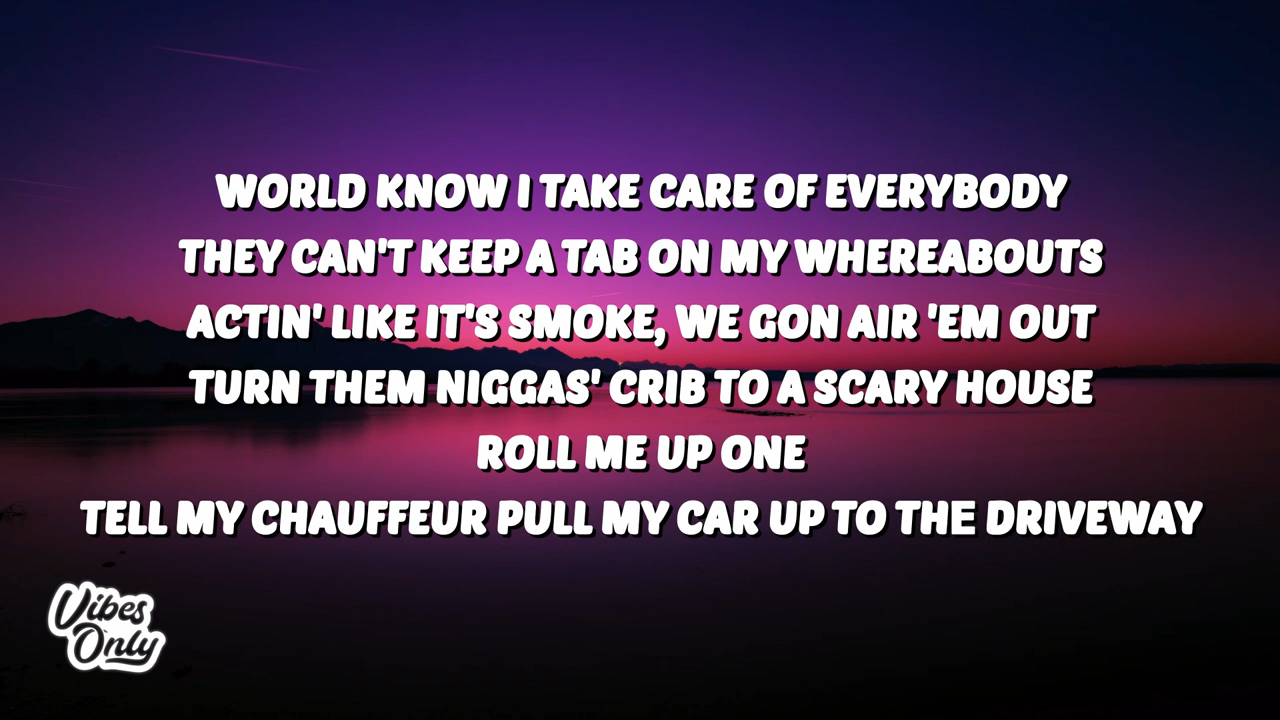 WORLD KNOW I TAKE CARE OF EVERYBODY
THEY CAN'T KEEP A TAB ON MY WHEREABOUTS
ACTIN' LIKE IT'S SMOKE, WE GON AIR 'EM OUT
TURN THEM NIGGAS' CRIB TO A SCARY HOUSE
ROLL ME UP ONE
TELL MY CHAUFFEUR PULL MY CAR UP TO THE DRIVEWAY
Vibes
Only